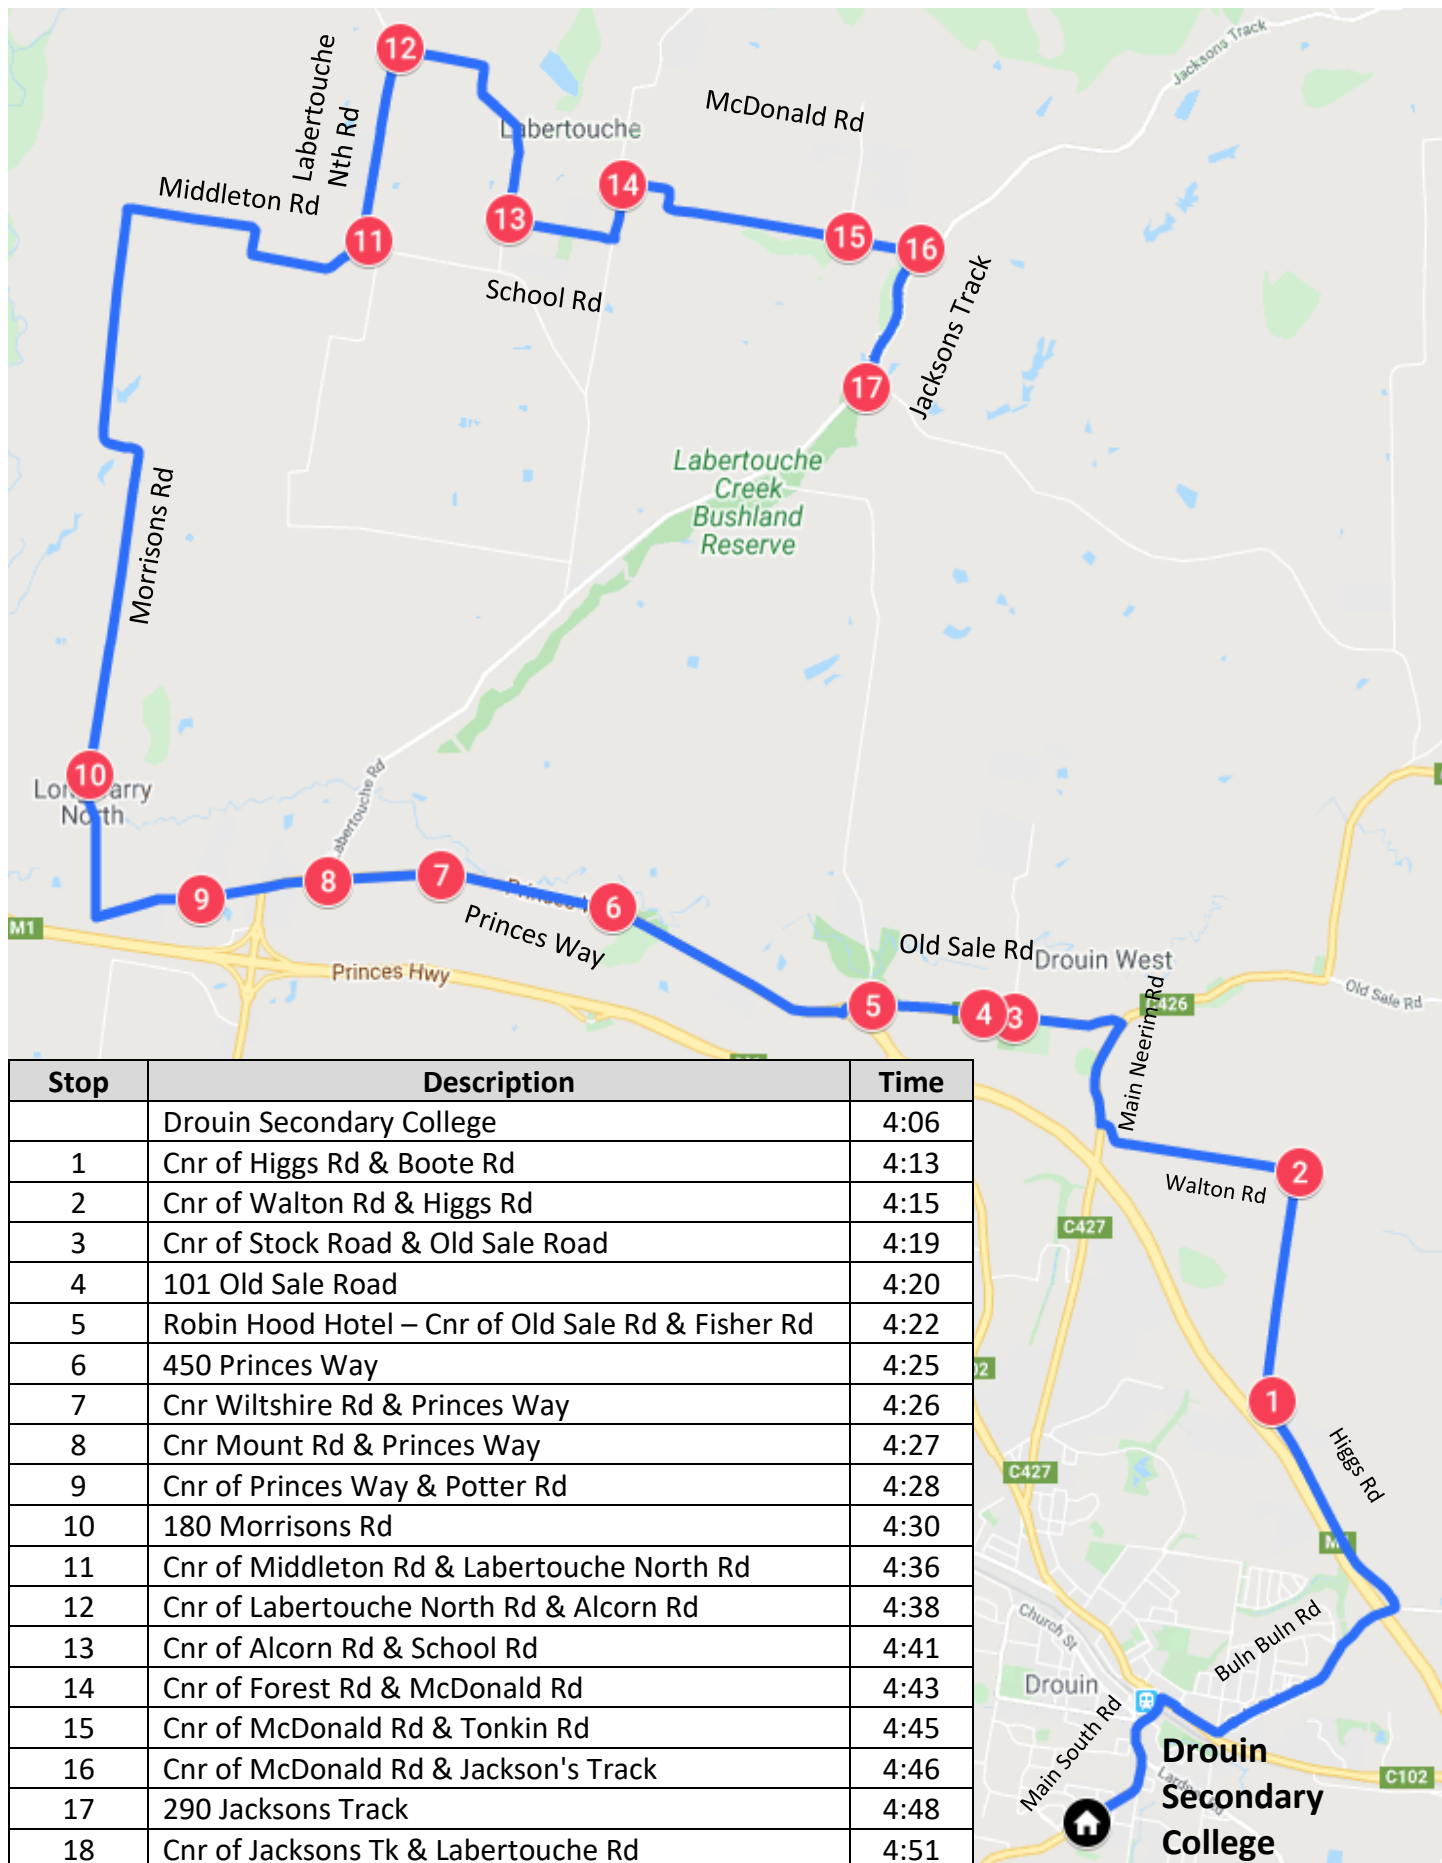 12
Labertouche
Nth Rd
Jacksons Track
McDonald Rd
Labertouche
Middleton Rd
14
13
11
15
16
School Rd
Jacksons Track
17
Labertouche
Creek
Bushland
Reserve
Morrisons Rd
10
North
8
7
9
6
Princes Way
M1
Princes Hwy
Old Sale Rd
Drouin West
5
4
3
C426
Old Sale Rd
Main Neerim Rd
2
Walton Rd
C427
1
Higgs Rd
C427
Church St
Buln Buln Rd
Drouin
Main South Rd
C102
Drouin
Secondary
College
Stop Description Time
Drouin Secondary College 4:06
1 Cnr of Higgs Rd & Boote Rd 4:13
2 Cnr of Walton Rd & Higgs Rd 4:15
3 Cnr of Stock Road & Old Sale Road 4:19
4 101 Old Sale Road 4:20
5 Robin Hood Hotel – Cnr of Old Sale Rd & Fisher Rd 4:22
6 450 Princes Way 4:25
7 Cnr Wiltshire Rd & Princes Way 4:26
8 Cnr Mount Rd & Princes Way 4:27
9 Cnr of Princes Way & Potter Rd 4:28
10 180 Morrisons Rd 4:30
11 Cnr of Middleton Rd & Labertouche North Rd 4:36
12 Cnr of Labertouche North Rd & Alcorn Rd 4:38
13 Cnr of Alcorn Rd & School Rd 4:41
14 Cnr of Forest Rd & McDonald Rd 4:43
15 Cnr of McDonald Rd & Tonkin Rd 4:45
16 Cnr of McDonald Rd & Jackson's Track 4:46
17 290 Jacksons Track 4:48
18 Cnr of Jacksons Tk & Labertouche Rd 4:51